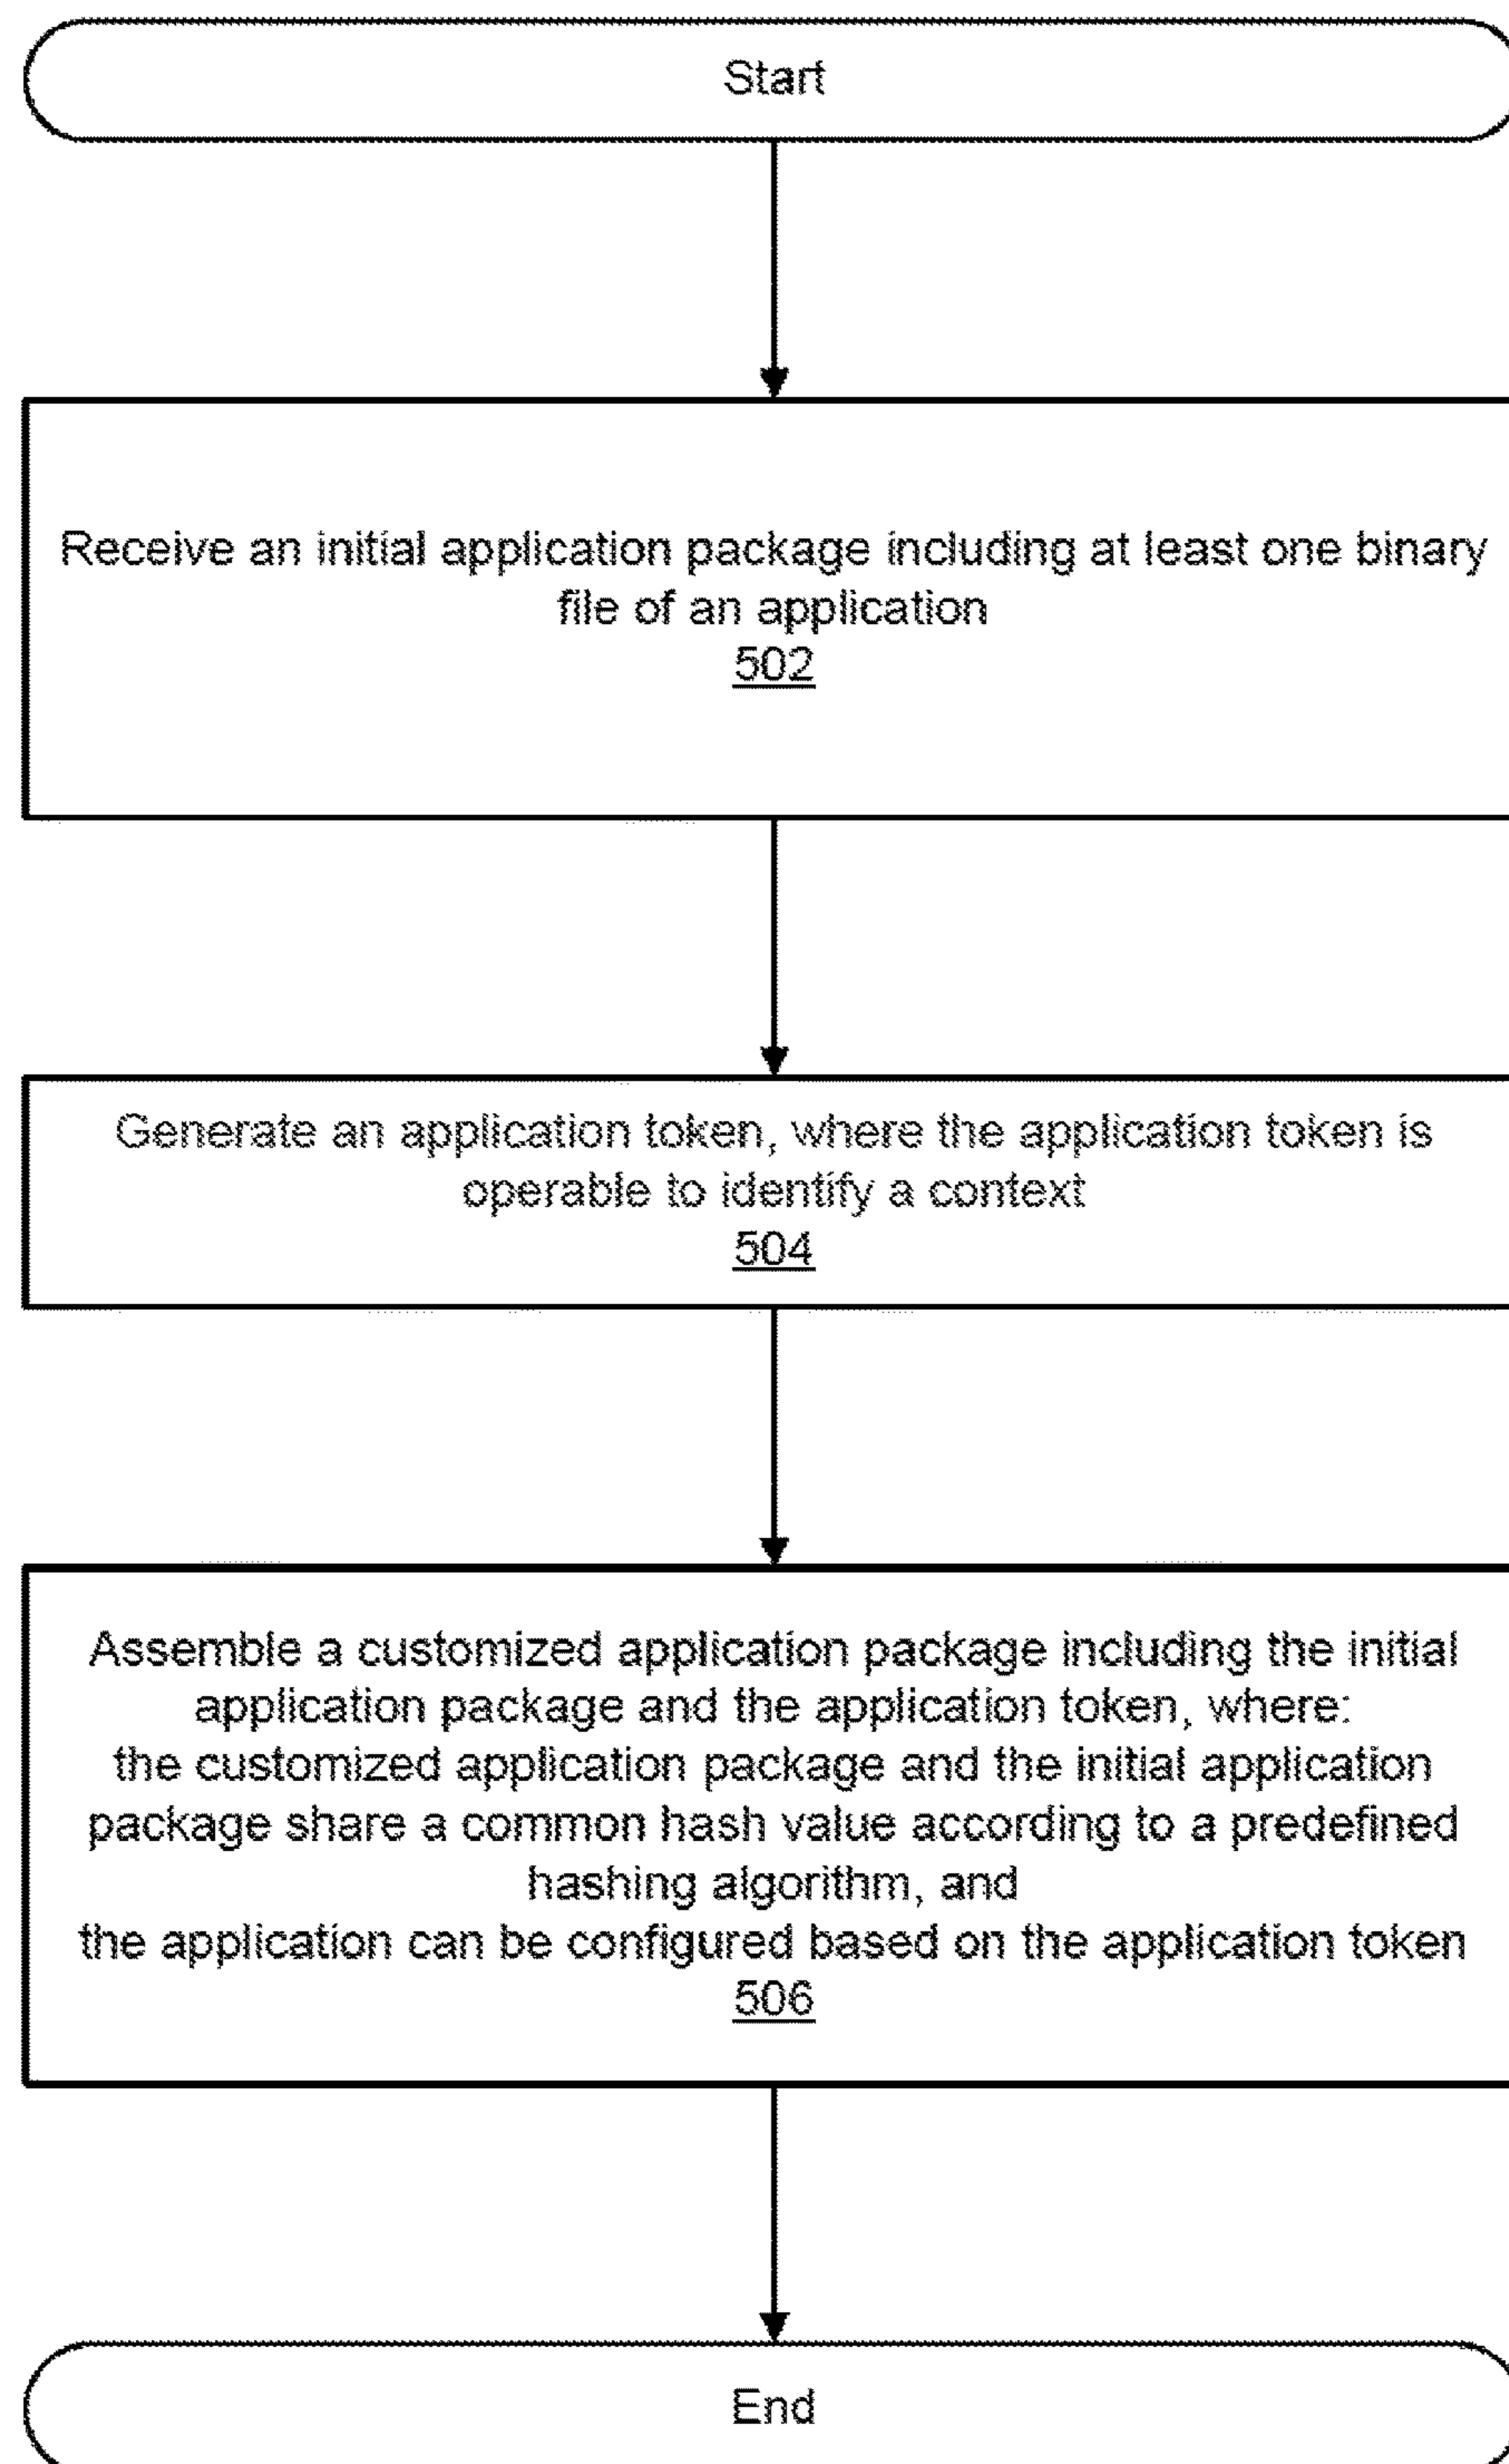 Start
Receive an initial application package including at least one binary
file of an application
502
Generate an application token, where the application token is
operable to identify a context
504
Assemble a customized application package including the initial
application package and the application token, where:
the customized application package and the initial application
package share a common hash value according to a predefined
hashing algorithm, and
the application can be configured based on the application token
506
End